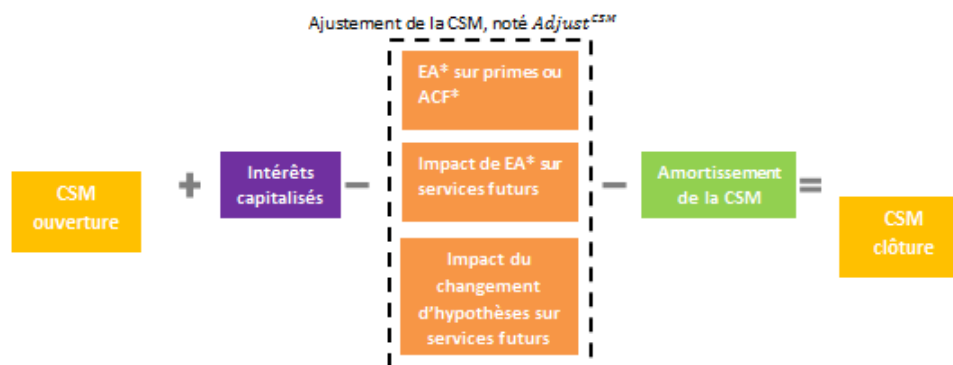 Ajustement de la CSM, noté Adjust^CSM
EA* sur primes ou
ACF*
CSM
ouverture
+
Intérêts
capitalisés
−
Impact de EA* sur
services futurs
−
Amortissement
de la CSM
=
CSM
clôture
Impact du
changement
d'hypothèses sur
services futurs